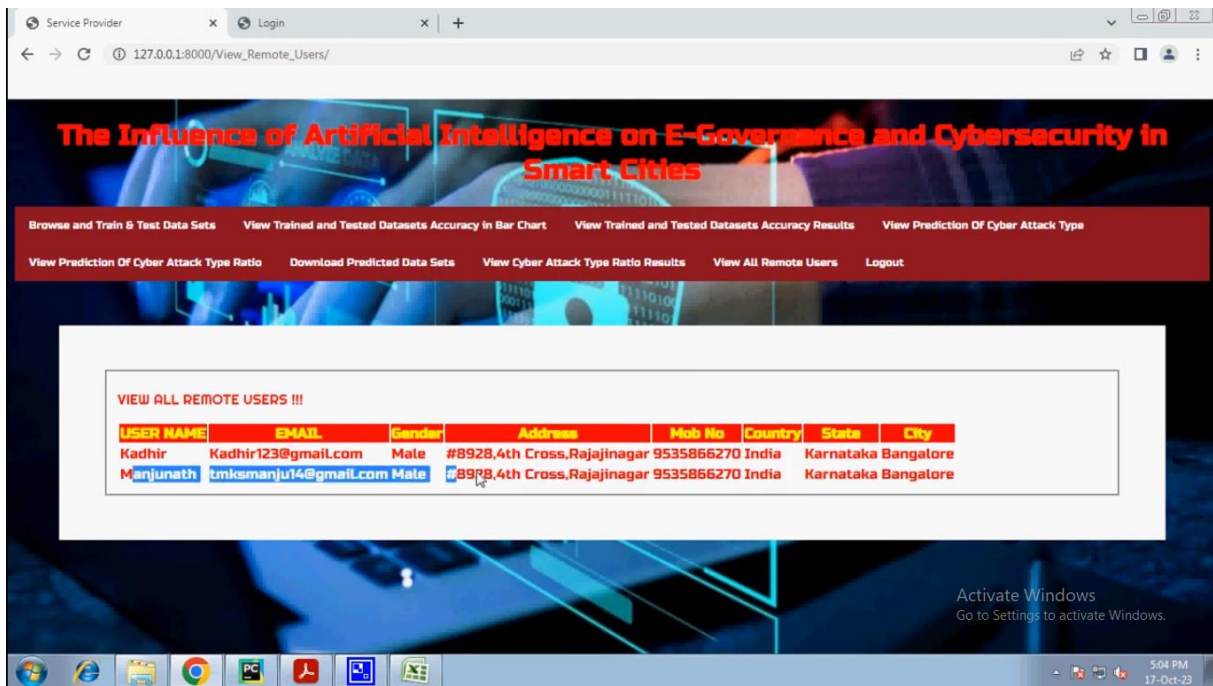 Service Provider
Login
127.0.0.1:8000/View_Remote_Users/
The Influence of Artificial Intelligence on E-Governance and Cybersecurity in
Smart Cities
Browse and Train & Test Data Sets View Trained and Tested Datasets Accuracy in Bar Chart View Trained and Tested Datasets Accuracy Results View Prediction Of Cyber Attack Type
View Prediction Of Cyber Attack Type Ratio Download Predicted Data Sets View Cyber Attack Type Ratio Results View All Remote Users Logout
VIEW ALL REMOTE USERS !!!
USER NAME EMAIL Gender Address Mob No Country State City
Kadhir Kadhir123@gmail.com Male #8928,4th Cross,Rajajinagar 9535866270 India Karnataka Bangalore
Manjunath tmksmanju14@gmail.com Male #8928,4th Cross,Rajajinagar 9535866270 India Karnataka Bangalore
Activate Windows
Go to Settings to activate Windows.
PC
5:04 PM
17-Oct-23